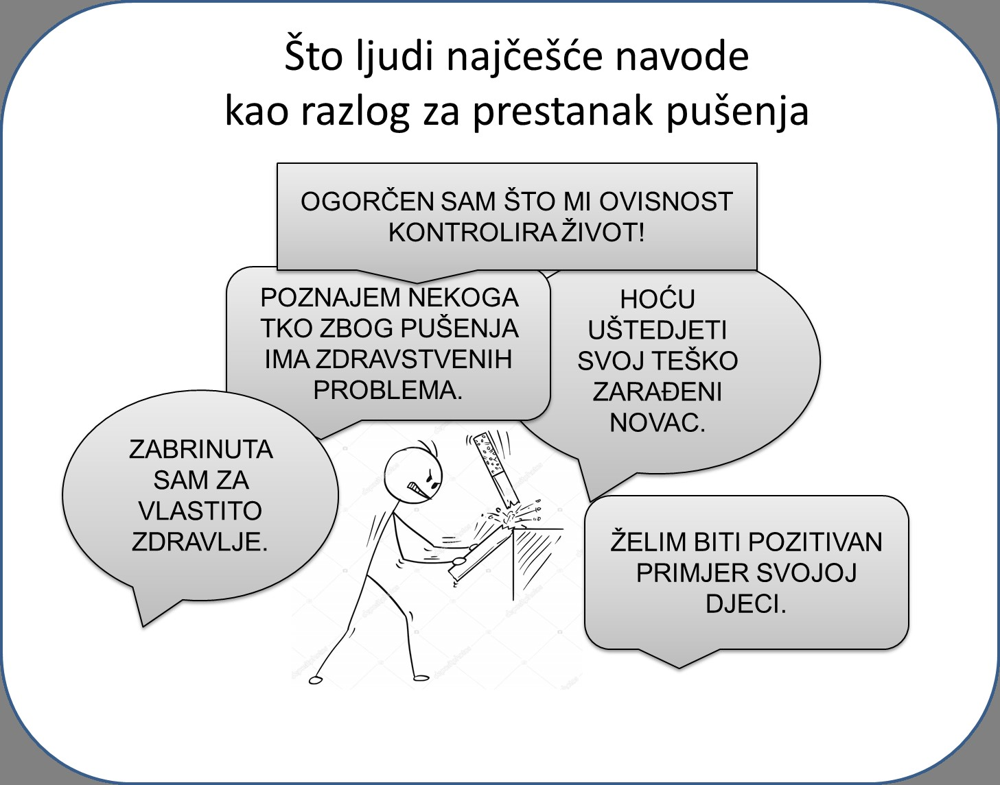 Što ljudi najčešće navode
kao razlog za prestanak pušenja
OGORČEN SAM ŠTO MI OVISNOST
KONTROLIRA ŽIVOT!
POZNAJEM NEKOGA
TKO ZBOG PUŠENJA
IMA ZDRAVSTVENIH
PROBLEMA.
HOĆU
UŠTEDJETI
SVOJ TEŠKO
ZARAĐENI
NOVAC.
ZABRINUTA
SAM ZA
VLASTITO
ZDRAVLJE.
ŽELIM BITI POZITIVAN
PRIMJER SVOJOJ
DJECI.